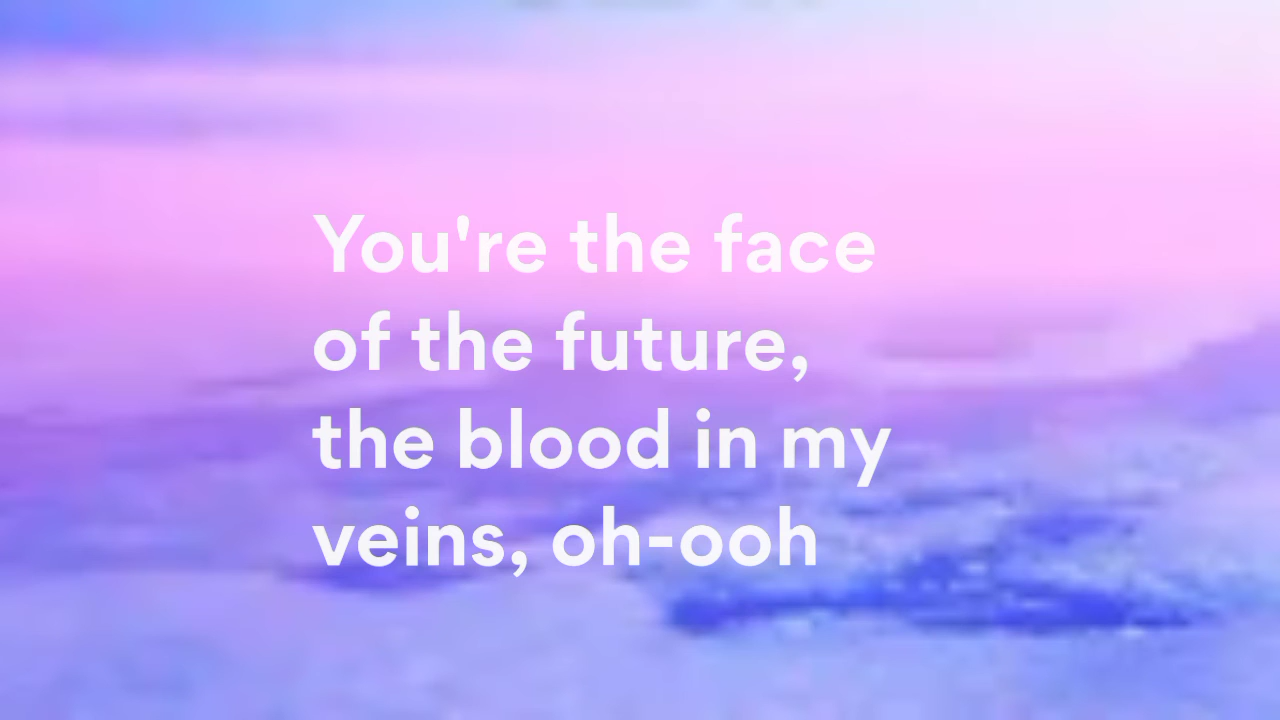 You're the face
of the future,
the blood in my
veins, oh-ooh